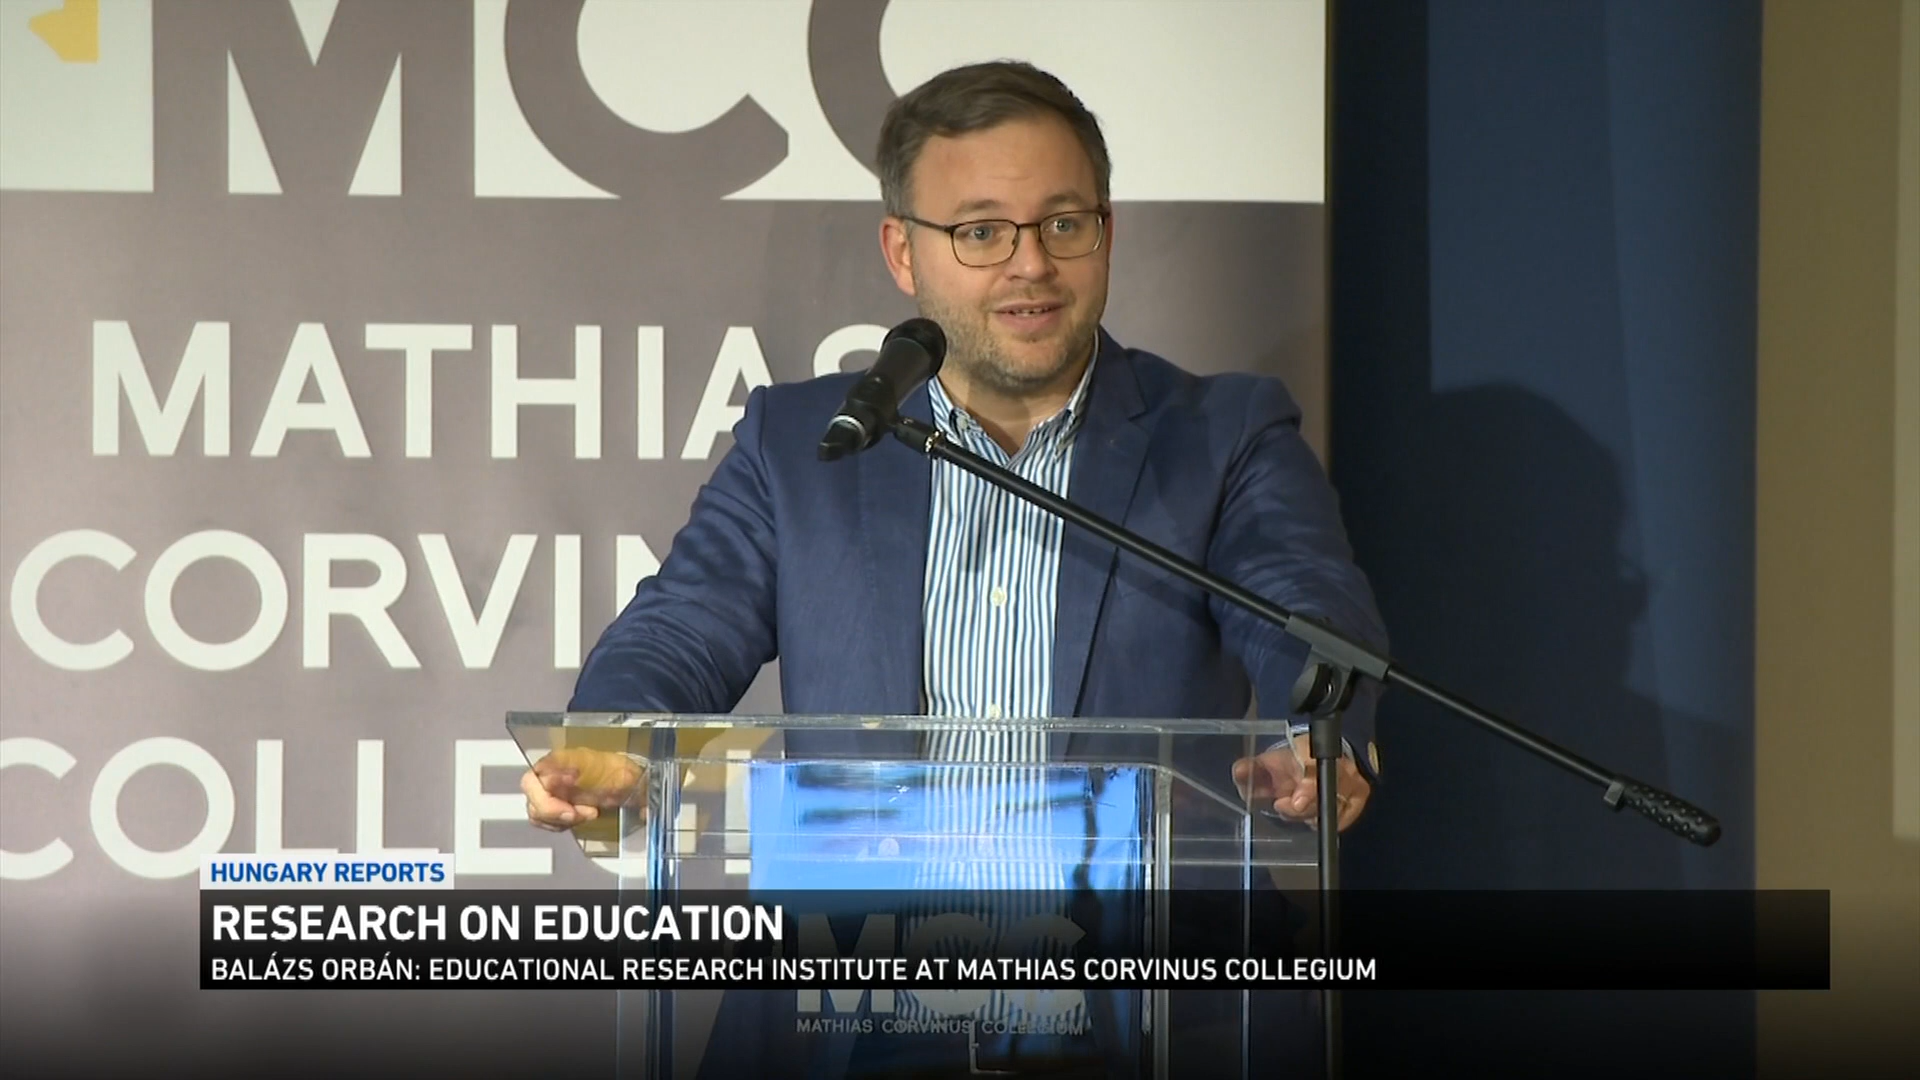 MCC
MATHIAS
CORVIN
COLLEGI
HUNGARY REPORTS
RESEARCH ON EDUCATION
BALÁZS ORBÁN: EDUCATIONAL RESEARCH INSTITUTE AT MATHIAS CORVINUS COLLEGIUM
MCC
MATHIAS CORVINUS COLLEGIUM